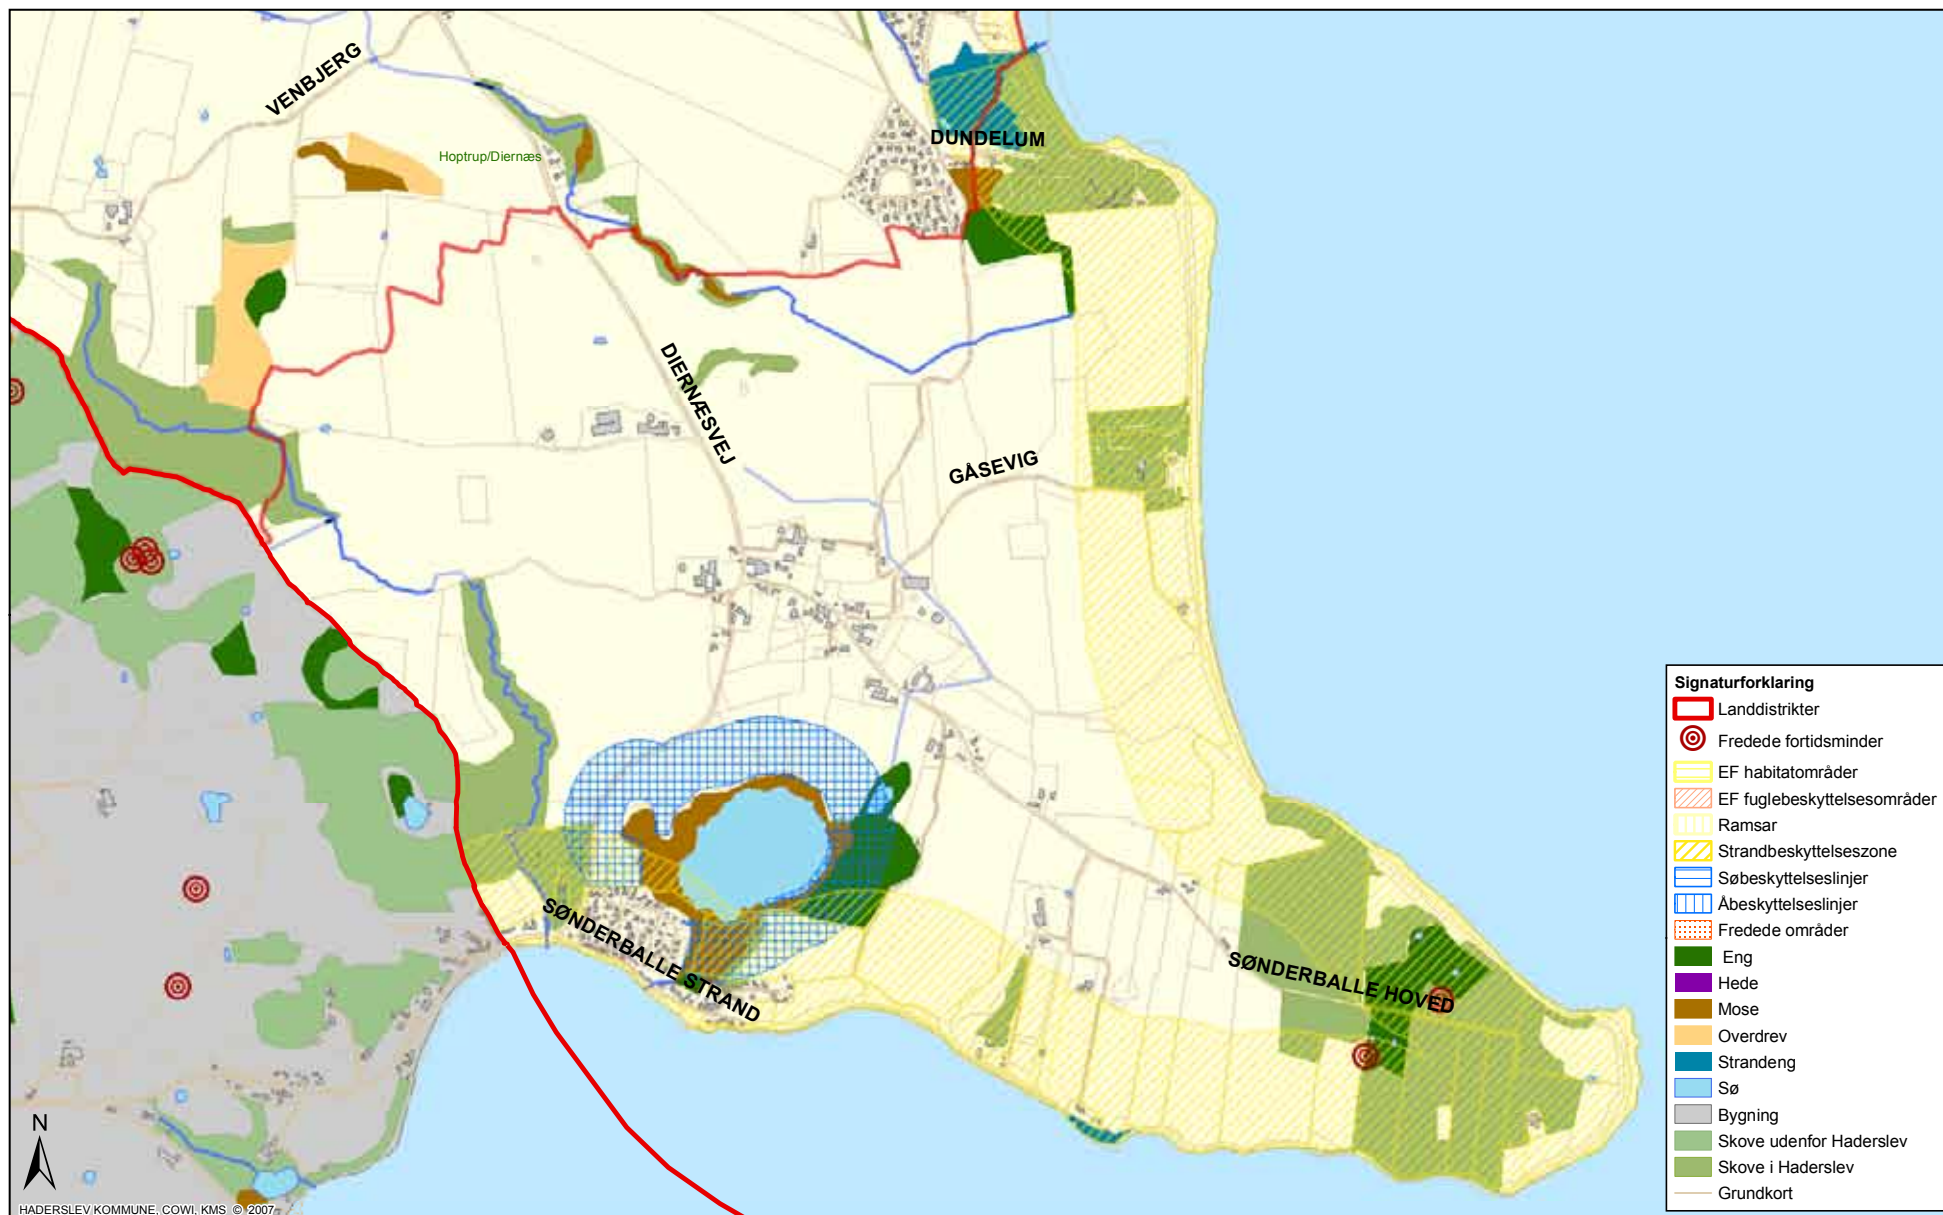 VENBJERG
Hoptrup/Diernæs
DUNDELUM
DIERNÆSVEJ
GÅSEVIG
SØNDERBALLE STRAND
SØNDERBALLE HOVED
N
HADERSLEV KOMMUNE, COWI, KMS © 2007
Signaturforklaring
Landdistrikter
Fredede fortidsminder
EF habitatområder
EF fuglebeskyttelsesområder
Ramsar
Strandbeskyttelseszone
Søbeskyttelseslinjer
Åbeskyttelseslinjer
Fredede områder
Eng
Hede
Mose
Overdrev
Strandeng
Sø
Bygning
Skove udenfor Haderslev
Skove i Haderslev
Grundkort